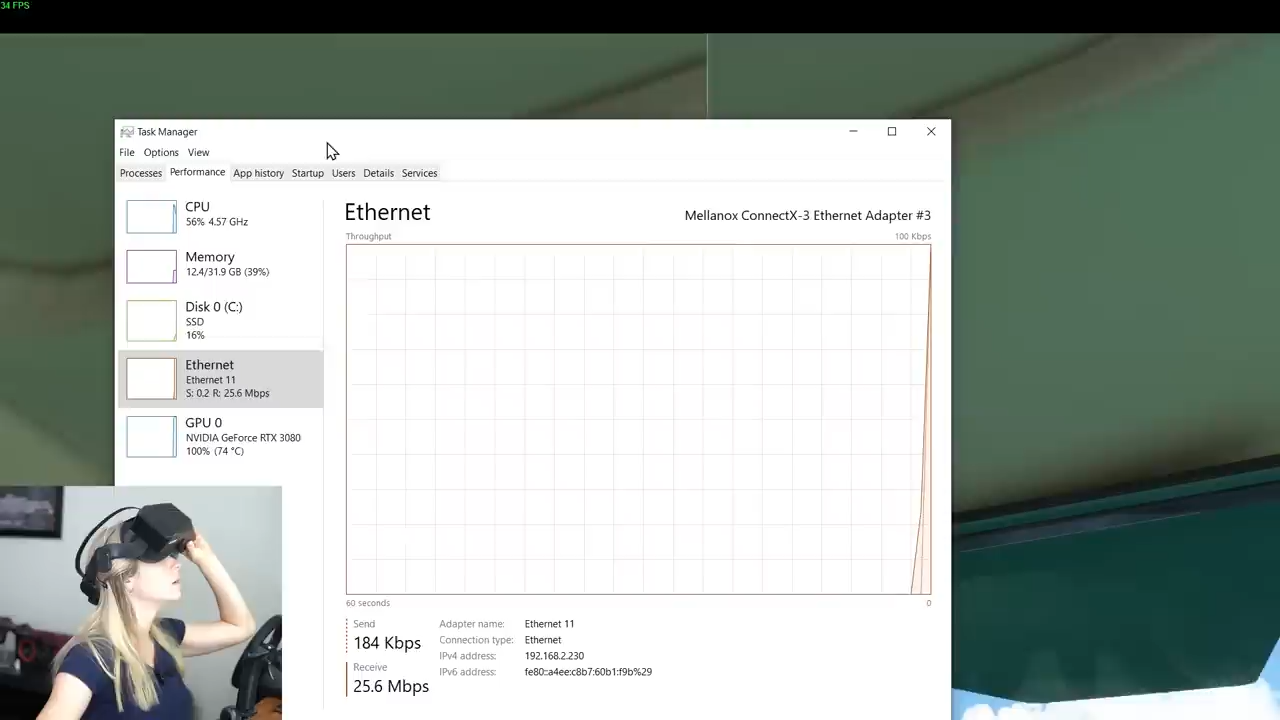 34 FPS
Task Manager
File Options View
Processes Performance App history Startup Users Details Services
CPU
56% 4.57 GHz
Memory
12.4/31.9 GB (39%)
Disk 0 (C:)
SSD
16%
Ethernet
Ethernet 11
S: 0.2 R: 25.6 Mbps
GPU 0
NVIDIA GeForce RTX 3080
100% (74 °C)
Ethernet
Mellanox ConnectX-3 Ethernet Adapter #3
Throughput
100 Kbps
60 seconds
0
Send
184 Kbps
Receive
25.6 Mbps
Adapter name: Ethernet 11
Connection type: Ethernet
IPv4 address: 192.168.2.230
IPv6 address: fe80::a4ee:c8b7:60b1:f9b%29